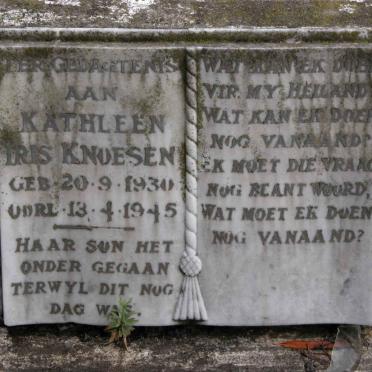 TER GEDAGTENIS
AAN
KATHLEEN
IRIS KNOESEN
GEB. 20·9·1930
OORL. 13·4·1945
HAAR SON HET
ONDER GEGAAN
TERWYL DIT NOG
DAG
WAT KAN EK DOEN
VIR MY HEILAND
WAT KAN EK DOEN
NOG VANAAND?
EK MOET DIE VRAAG
NOG BEANTWOORD.
WAT MOET EK DOEN
NOG VANAAND?